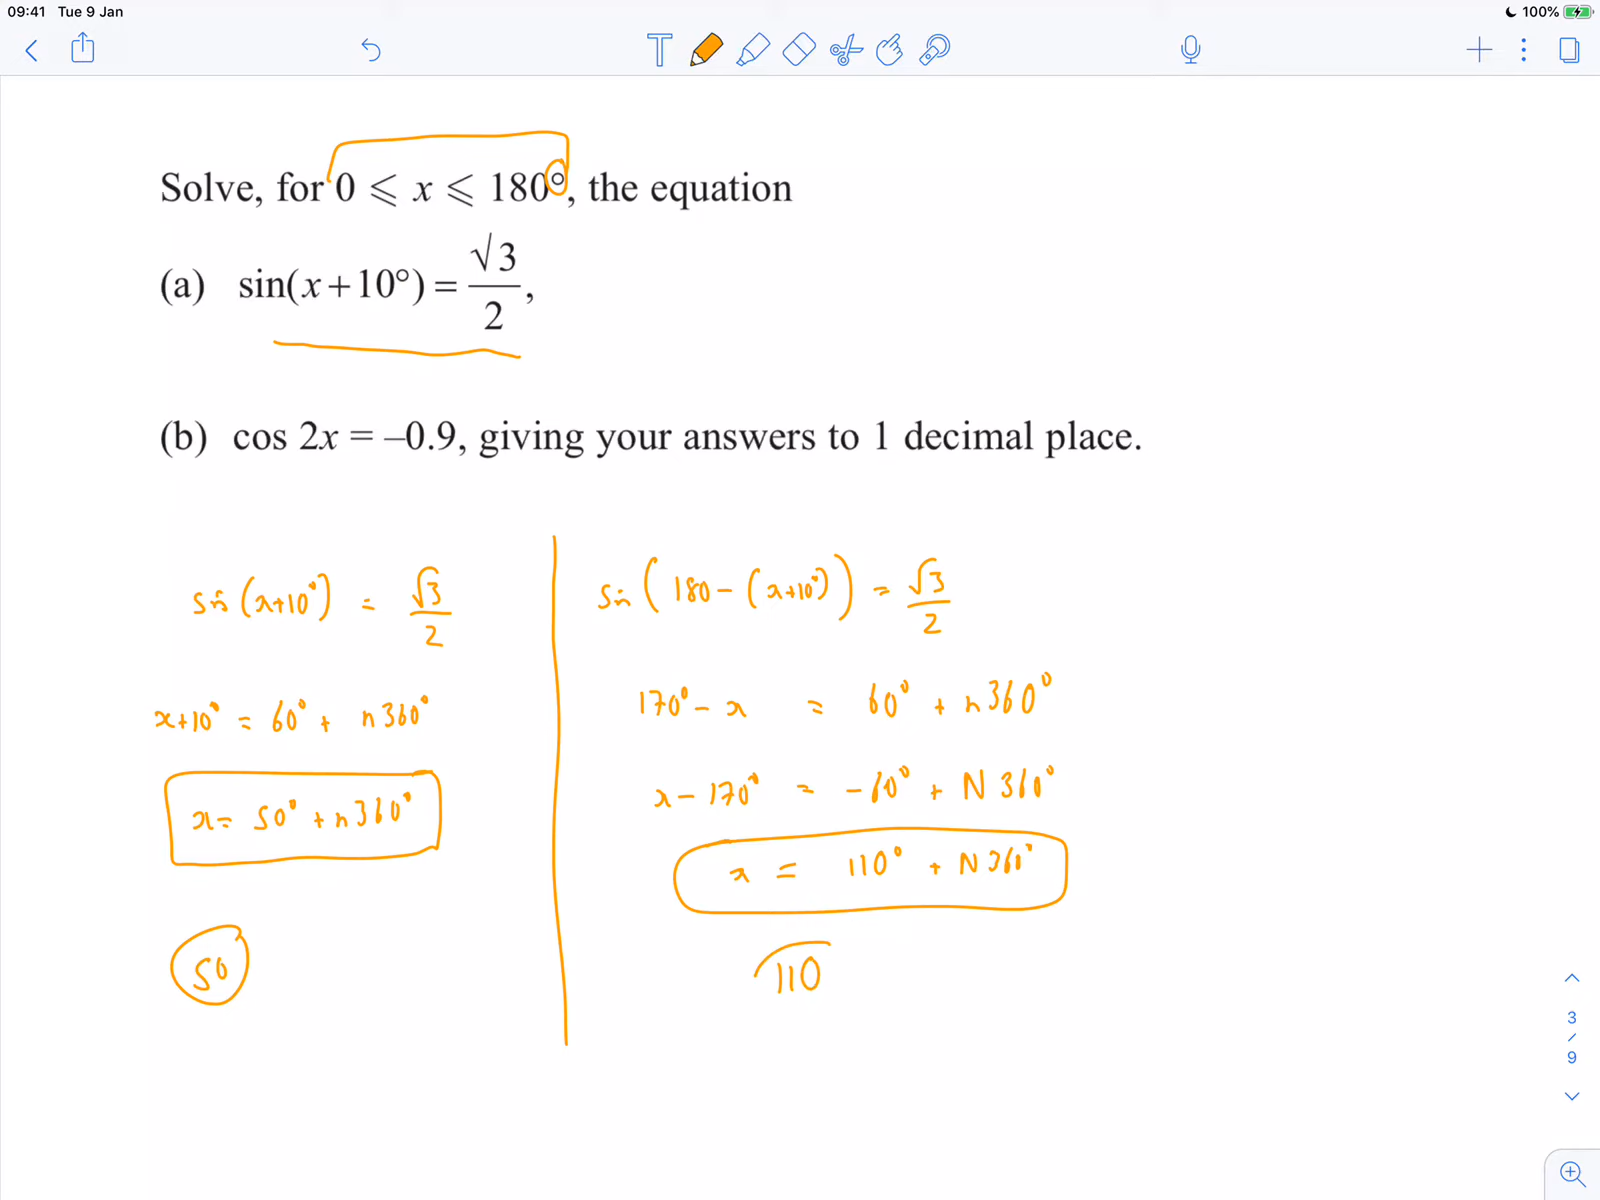 09:41 Tue 9 Jan
100%
Solve, for 0 ⩽ x ⩽ 180°, the equation
(a) sin(x+10°) = √3/2,
(b) cos 2x = –0.9, giving your answers to 1 decimal place.
sin(x+10°) = √3/2
x+10° = 60° + n360°
x = 50° + n360°
50
sin(180-(x+10°)) = √3/2
170° - x = 60° + n360°
x - 170° = -60° + N360°
x = 110° + N360°
110
3
/
9